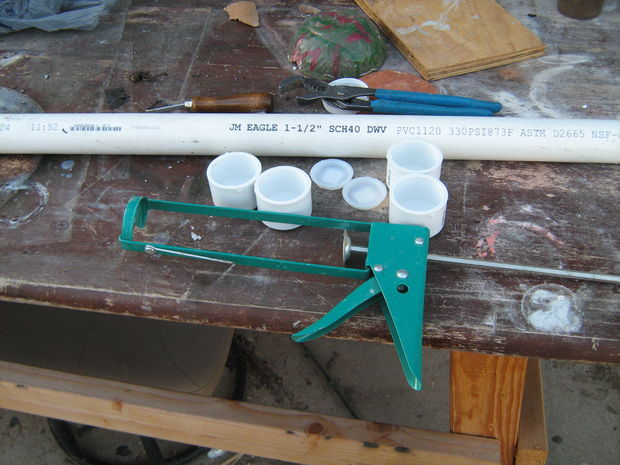 24 11:52 JM EAGLE 1-1/2" SCH40 DWV PVC1120 330PSI@73F ASTM D2665 NSF-